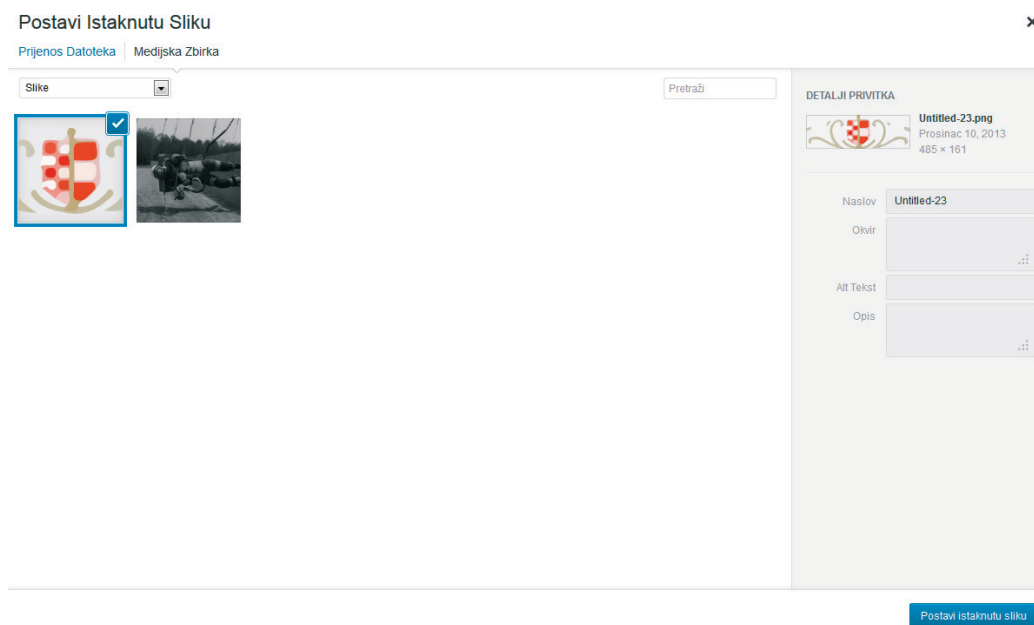 Postavi Istaknutu Sliku
Prijenos Datoteka Medijska Zbirka
Slike
Pretraži
DETALJI PRIVITKA
Untitled-23.png
Prosinac 10, 2013
485 × 161
Naslov Untitled-23
Okvir
Alt Tekst
Opis
Postavi istaknutu sliku